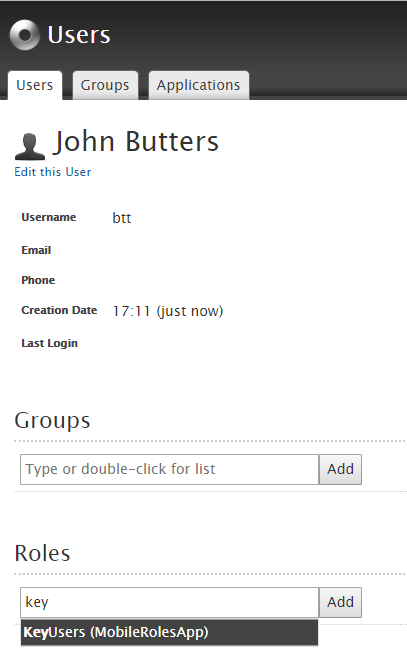 Users
Users Groups Applications
John Butters
Edit this User
Username btt
Email
Phone
Creation Date 17:11 (just now)
Last Login
Groups
Type or double-click for list Add
Roles
key Add
KeyUsers (MobileRolesApp)